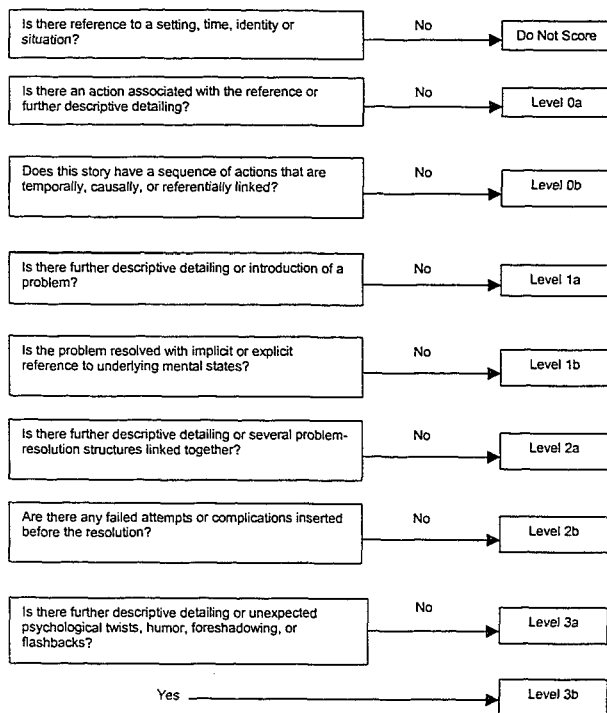 Is there reference to a setting, time, identity or
situation?
No
Do Not Score
Is there an action associated with the reference or
further descriptive detailing?
No
Level 0a
Does this story have a sequence of actions that are
temporally, causally, or referentially linked?
No
Level 0b
Is there further descriptive detailing or introduction of a
problem?
No
Level 1a
Is the problem resolved with implicit or explicit
reference to underlying mental states?
No
Level 1b
Is there further descriptive detailing or several problem-
resolution structures linked together?
No
Level 2a
Are there any failed attempts or complications inserted
before the resolution?
No
Level 2b
Is there further descriptive detailing or unexpected
psychological twists, humor, foreshadowing, or
flashbacks?
No
Level 3a
Yes
Level 3b